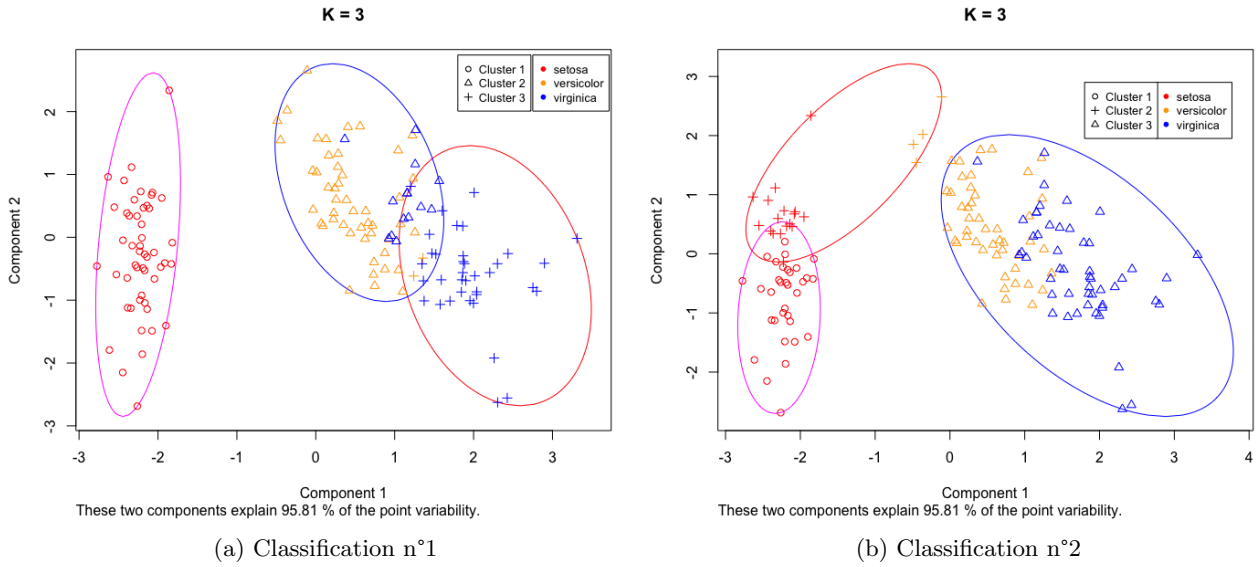 K = 3
Cluster 1
Cluster 2
Cluster 3
setosa
versicolor
virginica
Component 2
2
1
0
-1
-2
-3
-3
-2
-1
0
1
2
3
Component 1
These two components explain 95.81 % of the point variability.
(a) Classification n°1
K = 3
Cluster 1
Cluster 2
Cluster 3
setosa
versicolor
virginica
Component 2
3
2
1
0
-1
-2
-3
-2
-1
0
1
2
3
4
Component 1
These two components explain 95.81 % of the point variability.
(b) Classification n°2